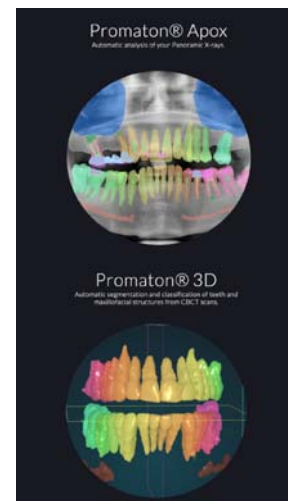 Promaton® Apox
Automatic analysis of your Panoramic X-rays
Promaton® 3D
Automatic segmentation and classification of teeth and
maxillofacial structures from CBCT scans.